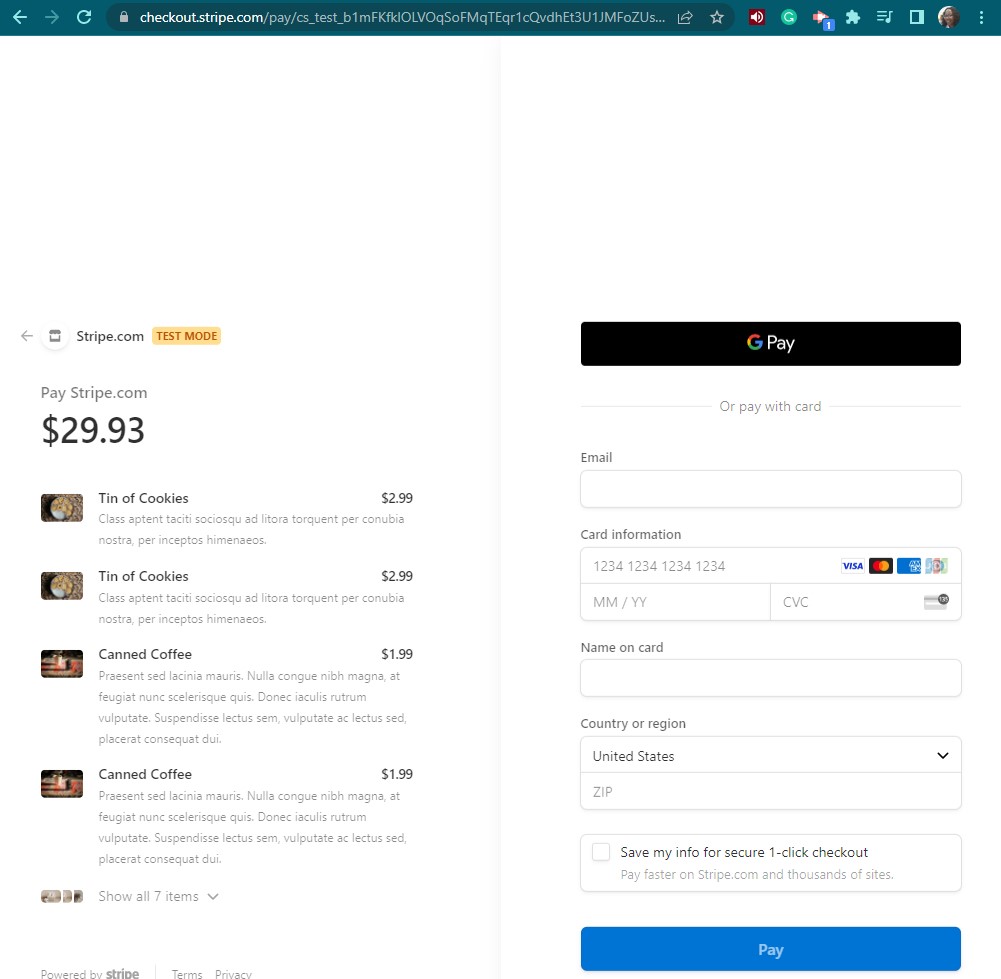 checkout.stripe.com/pay/cs_test_b1mFKfklOLVOqSoFMqTEqr1cQvdhEt3U1JMFoZUs...
1
Stripe.com TEST MODE
Pay Stripe.com
$29.93
Tin of Cookies $2.99
Class aptent taciti sociosqu ad litora torquent per conubia
nostra, per inceptos himenaeos.
Tin of Cookies $2.99
Class aptent taciti sociosqu ad litora torquent per conubia
nostra, per inceptos himenaeos.
Canned Coffee $1.99
Praesent sed lacinia mauris. Nulla congue nibh magna, at
feugiat nunc scelerisque quis. Donec iaculis rutrum
vulputate. Suspendisse lectus sem, vulputate ac lectus sed,
placerat consequat dui.
Canned Coffee $1.99
Praesent sed lacinia mauris. Nulla congue nibh magna, at
feugiat nunc scelerisque quis. Donec iaculis rutrum
vulputate. Suspendisse lectus sem, vulputate ac lectus sed,
placerat consequat dui.
Show all 7 items
Powered by stripe Terms Privacy
G Pay
Or pay with card
Email
Card information
1234 1234 1234 1234 VISA
MM / YY CVC 135
Name on card
Country or region
United States
ZIP
Save my info for secure 1-click checkout
Pay faster on Stripe.com and thousands of sites.
Pay